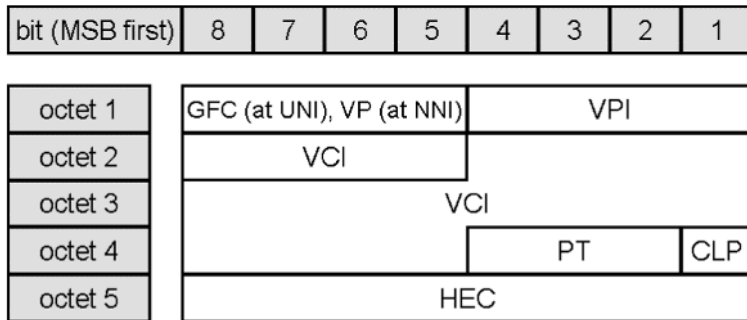 bit (MSB first) 8 7 6 5 4 3 2 1
octet 1 GFC (at UNI), VP (at NNI) VPI
octet 2 VCI
octet 3 VCI
octet 4 PT CLP
octet 5 HEC